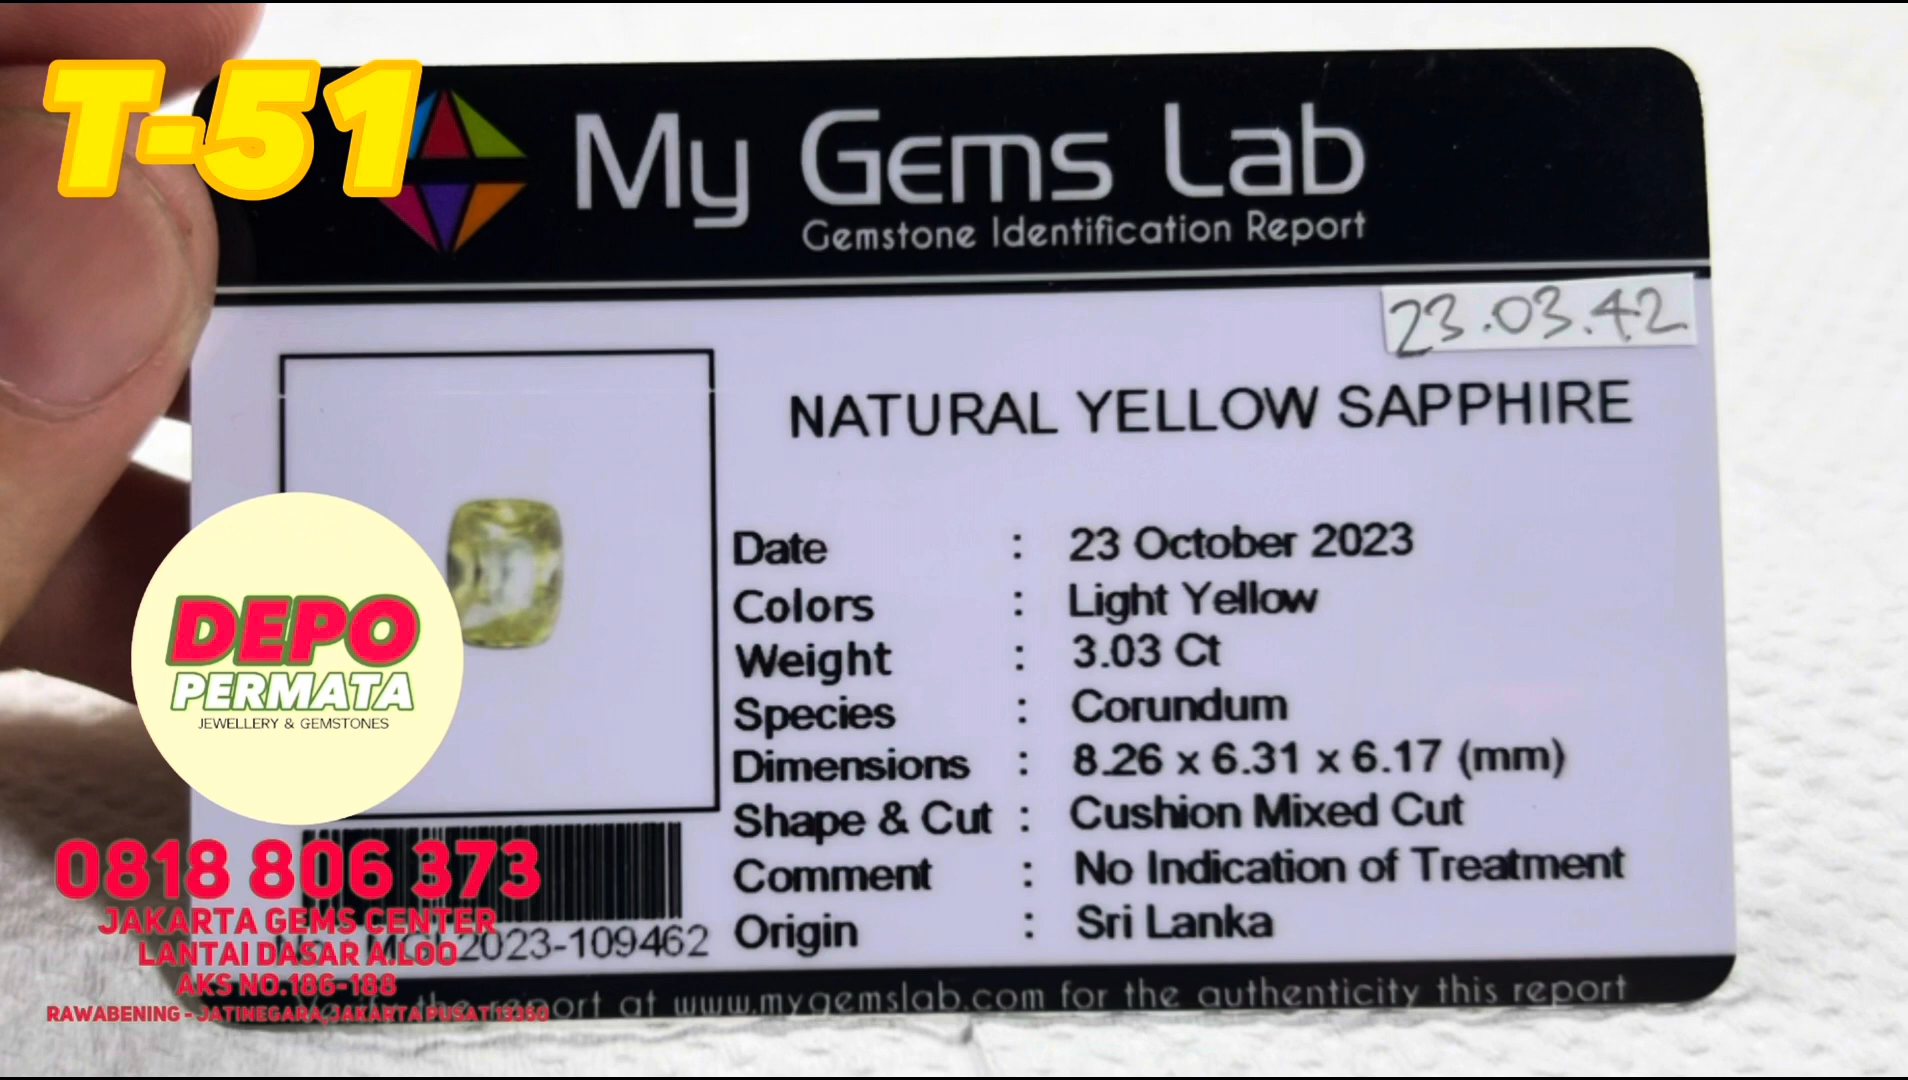 T-51
My Gems Lab
Gemstone Identification Report
23.03.42
NATURAL YELLOW SAPPHIRE
Date : 23 October 2023
Colors : Light Yellow
Weight : 3.03 Ct
Species : Corundum
Dimensions : 8.26 x 6.31 x 6.17 (mm)
Shape & Cut : Cushion Mixed Cut
Comment : No Indication of Treatment
Origin : Sri Lanka
2023-109462
the report at www.mygemslab.com for the authenticity this report
DEPO
PERMATA
JEWELLERY & GEMSTONES
0818 806 373
JAKARTA GEMS CENTER
LANTAI DASAR A.LOO
AKS NO.186-188
RAWABENING - JATINEGARA,JAKARTA PUSAT 13350